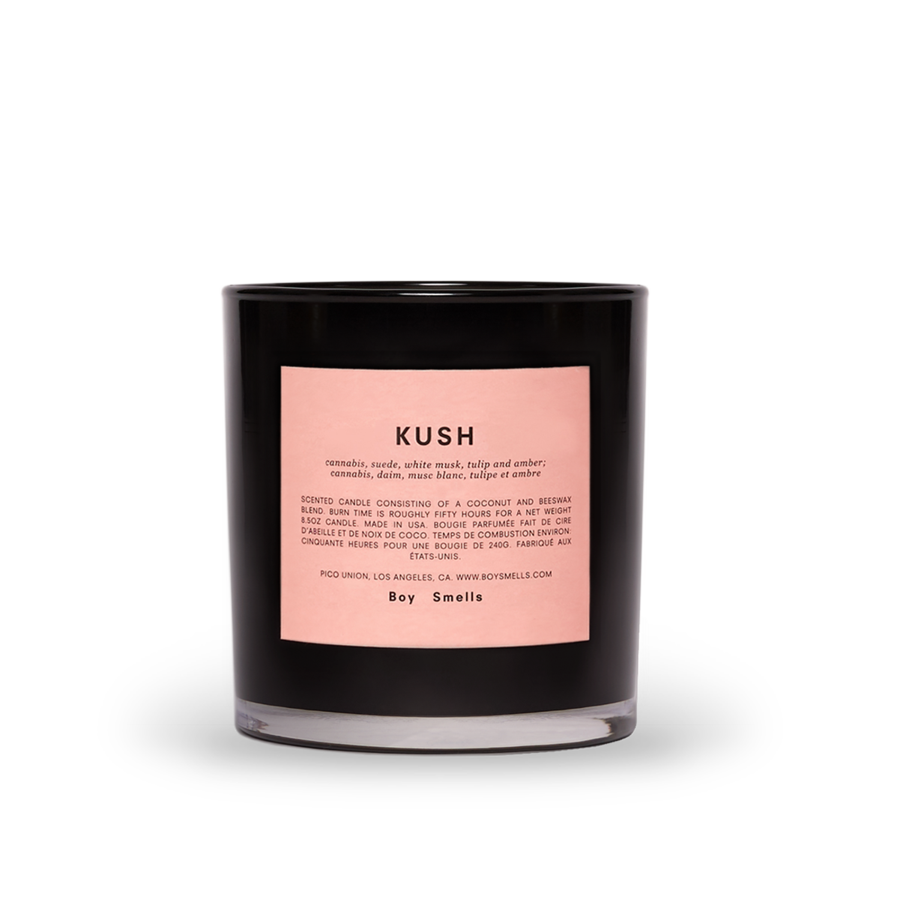 KUSH
cannabis, suede, white musk, tulip and amber;
cannabis, daim, musc blanc, tulipe et ambre
SCENTED CANDLE CONSISTING OF A COCONUT AND BEESWAX
BLEND. BURN TIME IS ROUGHLY FIFTY HOURS FOR A NET WEIGHT
8.5OZ CANDLE. MADE IN USA. BOUGIE PARFUMÉE FAIT DE CIRE
D'ABEILLE ET DE NOIX DE COCO. TEMPS DE COMBUSTION ENVIRON:
CINQUANTE HEURES POUR UNE BOUGIE DE 240G. FABRIQUÉ AUX
ÉTATS-UNIS.
PICO UNION, LOS ANGELES, CA. WWW.BOYSMELLS.COM
Boy Smells